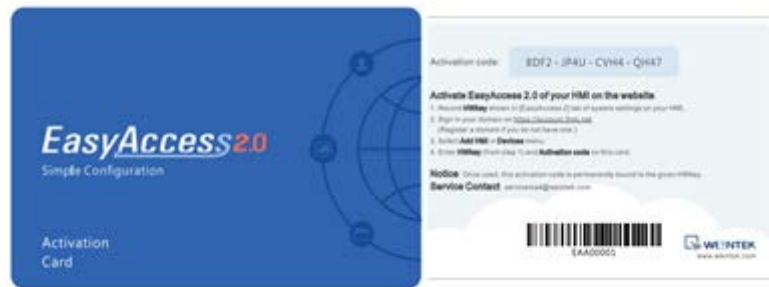 EasyAccess2.0
Simple Configuration
Activation
Card
Activation code: 8DF2 - JP4U - CVH4 - QH47
Activate EasyAccess 2.0 of your HMI on the website
1. Record HWkey shown in [EasyAccess 2] tab of system settings on your HMI.
2. Sign in your domain on
(Register a domain if you do not have one.)
3. Select Add HMI in Devices menu.
4. Enter HWkey (from step 1) and Activation code on this card.
Notice Once used, this activation code is permanently bound to the given HWkey.
Service Contact
EAA00001
WEINTEK
www.weintek.com